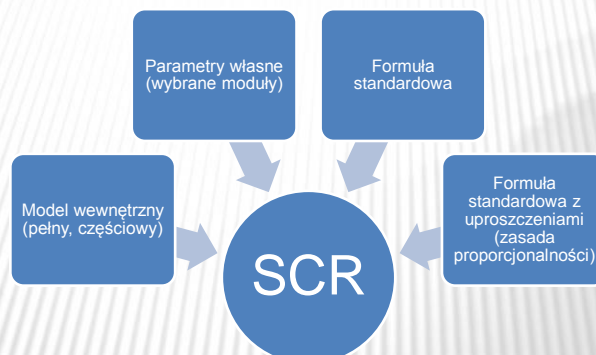 Parametry własne
(wybrane moduły)
Formuła
standardowa
Model wewnętrzny
(pełny, częściowy)
Formuła
standardowa z
uproszczeniami
(zasada
proporcjonalności)
SCR